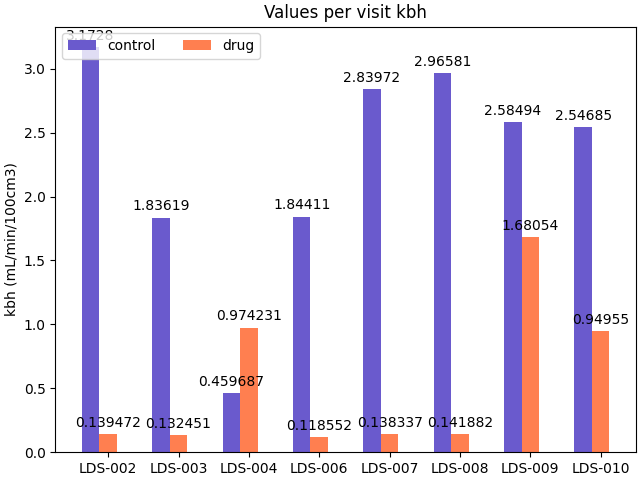 Values per visit kbh
kbh (mL/min/100cm3)
control
drug
3.1728
0.139472
1.83619
0.132451
0.459687
0.974231
1.84411
0.118552
2.83972
0.138337
2.96581
0.141882
2.58494
1.68054
2.54685
0.94955
3.0
2.5
2.0
1.5
1.0
0.5
0.0
LDS-002
LDS-003
LDS-004
LDS-006
LDS-007
LDS-008
LDS-009
LDS-010